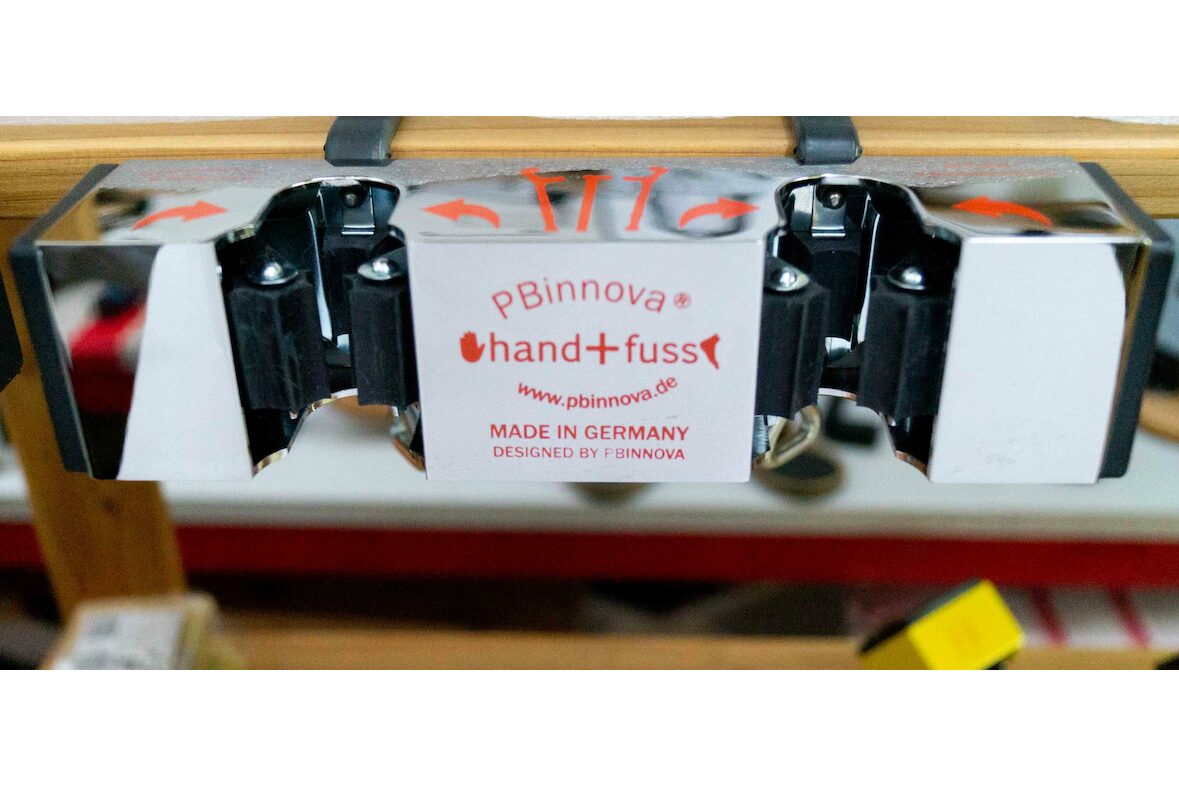 PBinnova®
hand+fuss
www.pbinnova.de
MADE IN GERMANY
DESIGNED BY PBINNOVA